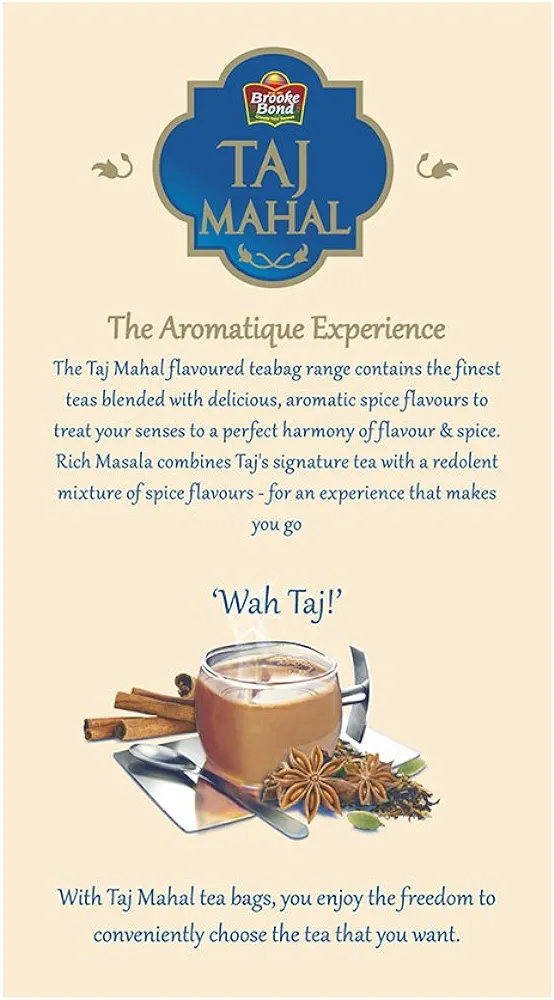 Brooke
Bond
TAJ
MAHAL
The Aromatique Experience
The Taj Mahal flavoured teabag range contains the finest
teas blended with delicious, aromatic spice flavours to
treat your senses to a perfect harmony of flavour & spice.
Rich Masala combines Taj's signature tea with a redolent
mixture of spice flavours - for an experience that makes
you go
‘Wah Taj!’
With Taj Mahal tea bags, you enjoy the freedom to
conveniently choose the tea that you want.